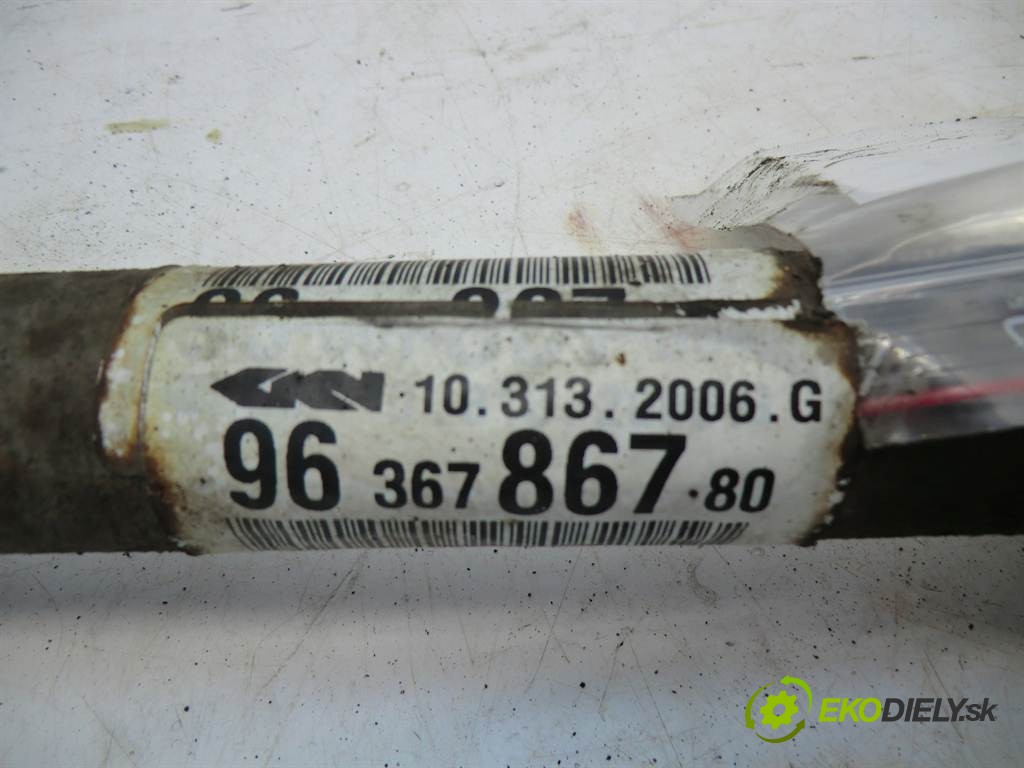 GKN 10.313.2006.G
96 367 867 80
EKODIELY.sk